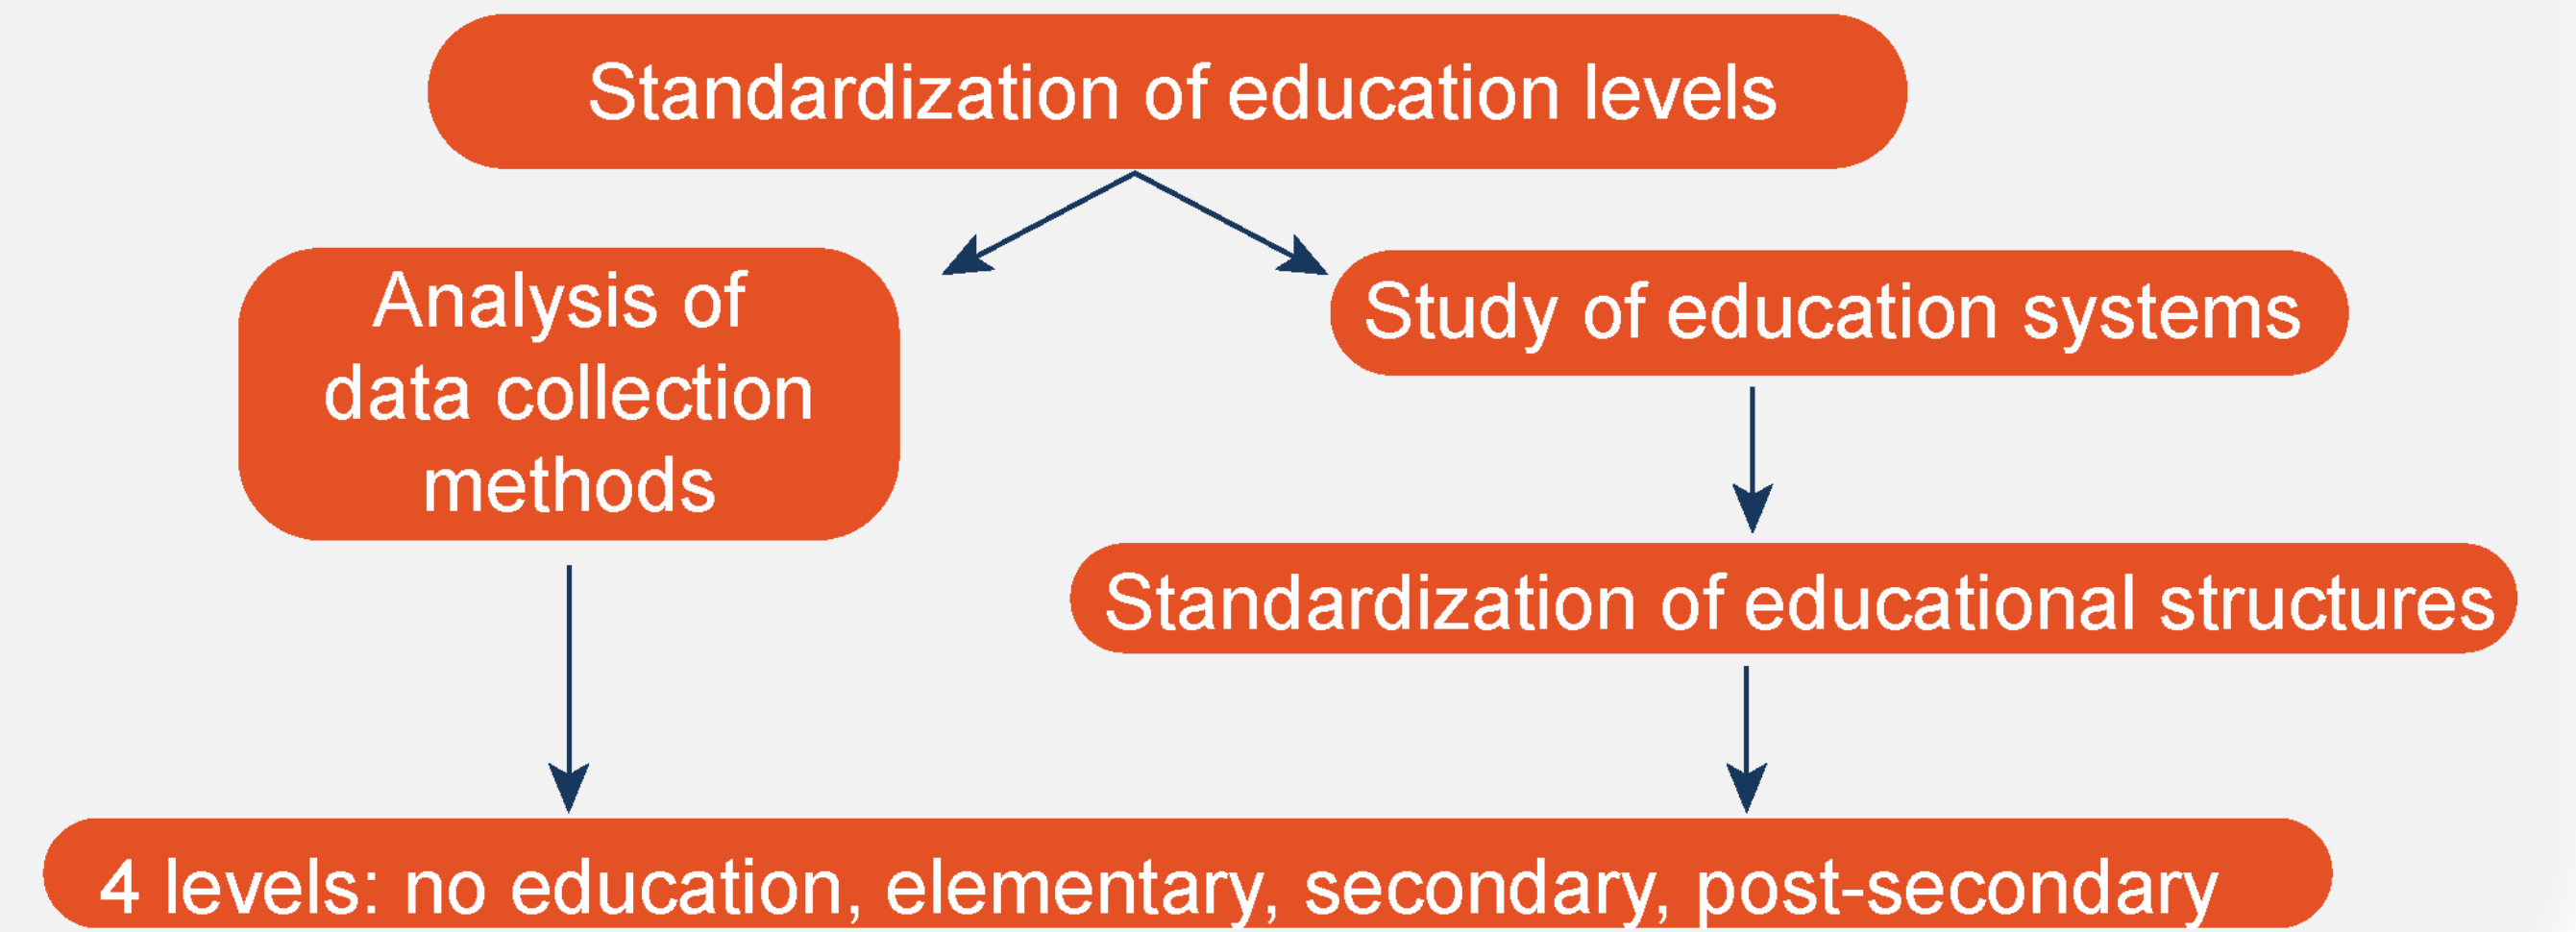 Standardization of education levels
Analysis of
data collection
methods
Study of education systems
Standardization of educational structures
4 levels: no education, elementary, secondary, post-secondary